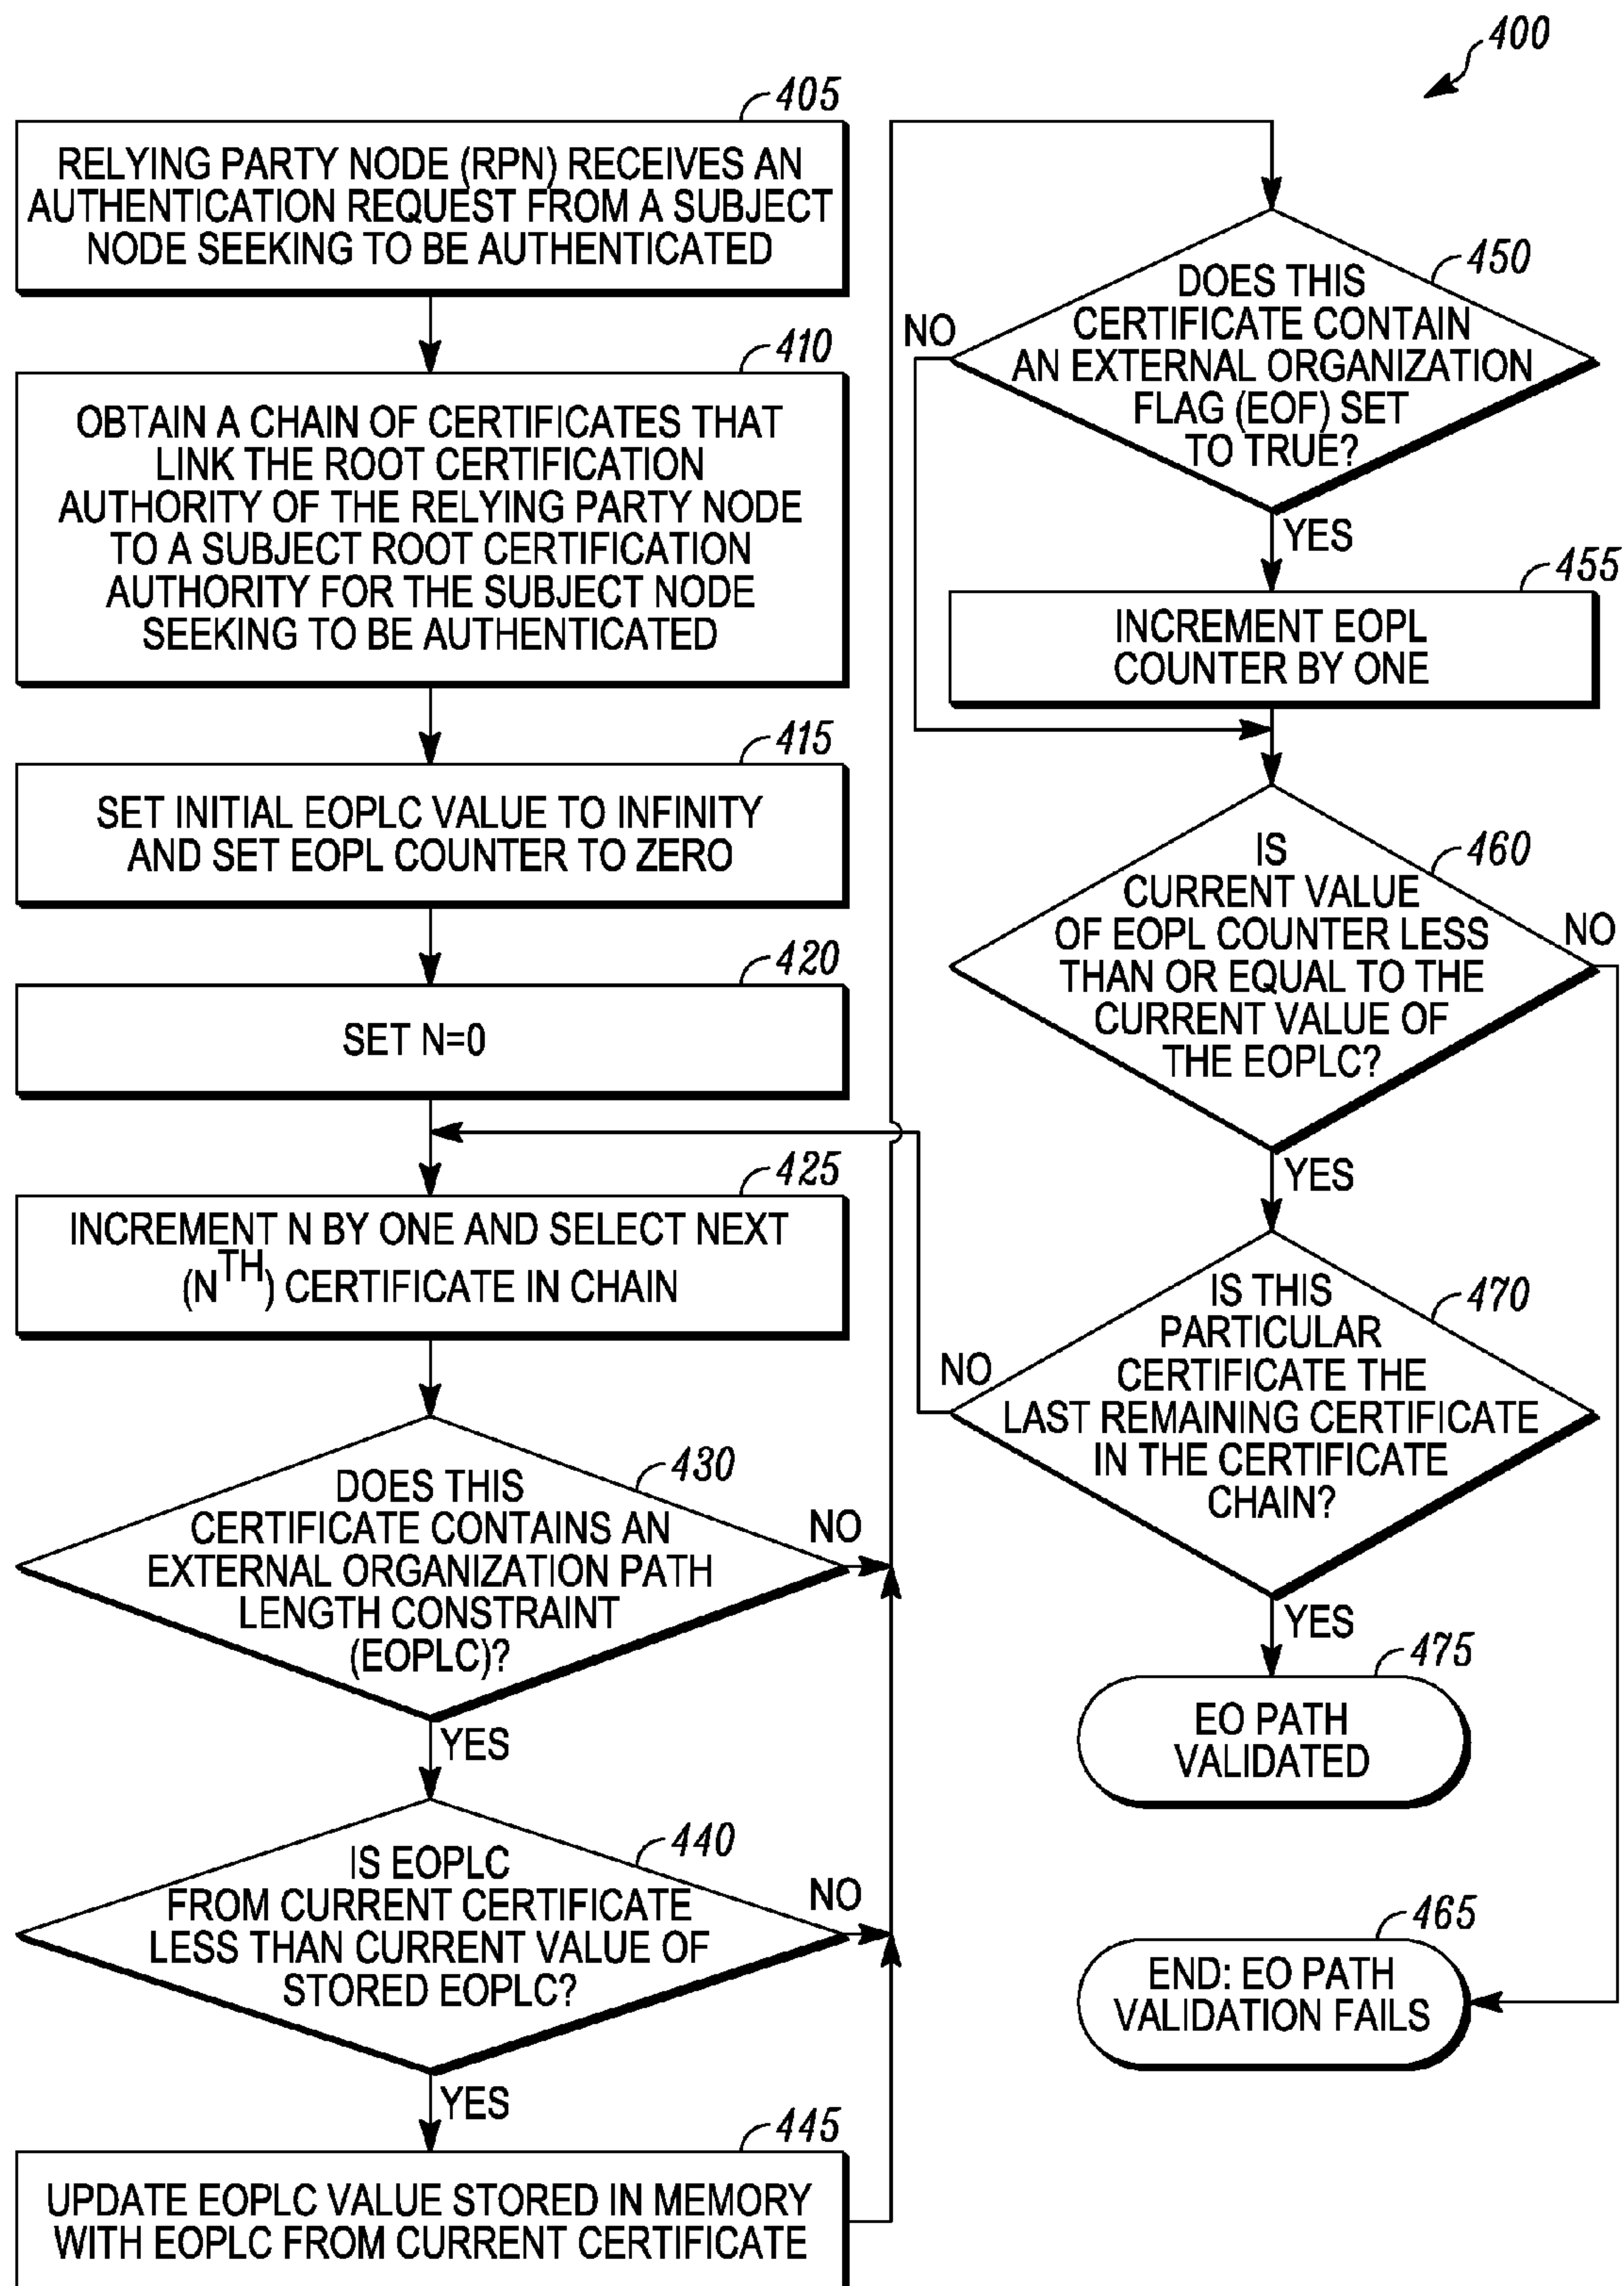 400
405
RELYING PARTY NODE (RPN) RECEIVES AN
AUTHENTICATION REQUEST FROM A SUBJECT
NODE SEEKING TO BE AUTHENTICATED
410
OBTAIN A CHAIN OF CERTIFICATES THAT
LINK THE ROOT CERTIFICATION
AUTHORITY OF THE RELYING PARTY NODE
TO A SUBJECT ROOT CERTIFICATION
AUTHORITY FOR THE SUBJECT NODE
SEEKING TO BE AUTHENTICATED
415
SET INITIAL EOPLC VALUE TO INFINITY
AND SET EOPL COUNTER TO ZERO
420
SET N=0
425
INCREMENT N BY ONE AND SELECT NEXT
(N^TH) CERTIFICATE IN CHAIN
430
DOES THIS
CERTIFICATE CONTAINS AN
EXTERNAL ORGANIZATION PATH
LENGTH CONSTRAINT
(EOPLC)?
NO
YES
440
IS EOPLC
FROM CURRENT CERTIFICATE
LESS THAN CURRENT VALUE OF
STORED EOPLC?
NO
YES
445
UPDATE EOPLC VALUE STORED IN MEMORY
WITH EOPLC FROM CURRENT CERTIFICATE
450
DOES THIS
CERTIFICATE CONTAIN
AN EXTERNAL ORGANIZATION
FLAG (EOF) SET
TO TRUE?
NO
YES
455
INCREMENT EOPL
COUNTER BY ONE
460
IS
CURRENT VALUE
OF EOPL COUNTER LESS
THAN OR EQUAL TO THE
CURRENT VALUE OF
THE EOPLC?
NO
YES
470
IS THIS
PARTICULAR
CERTIFICATE THE
LAST REMAINING CERTIFICATE
IN THE CERTIFICATE
CHAIN?
NO
YES
475
EO PATH
VALIDATED
465
END: EO PATH
VALIDATION FAILS